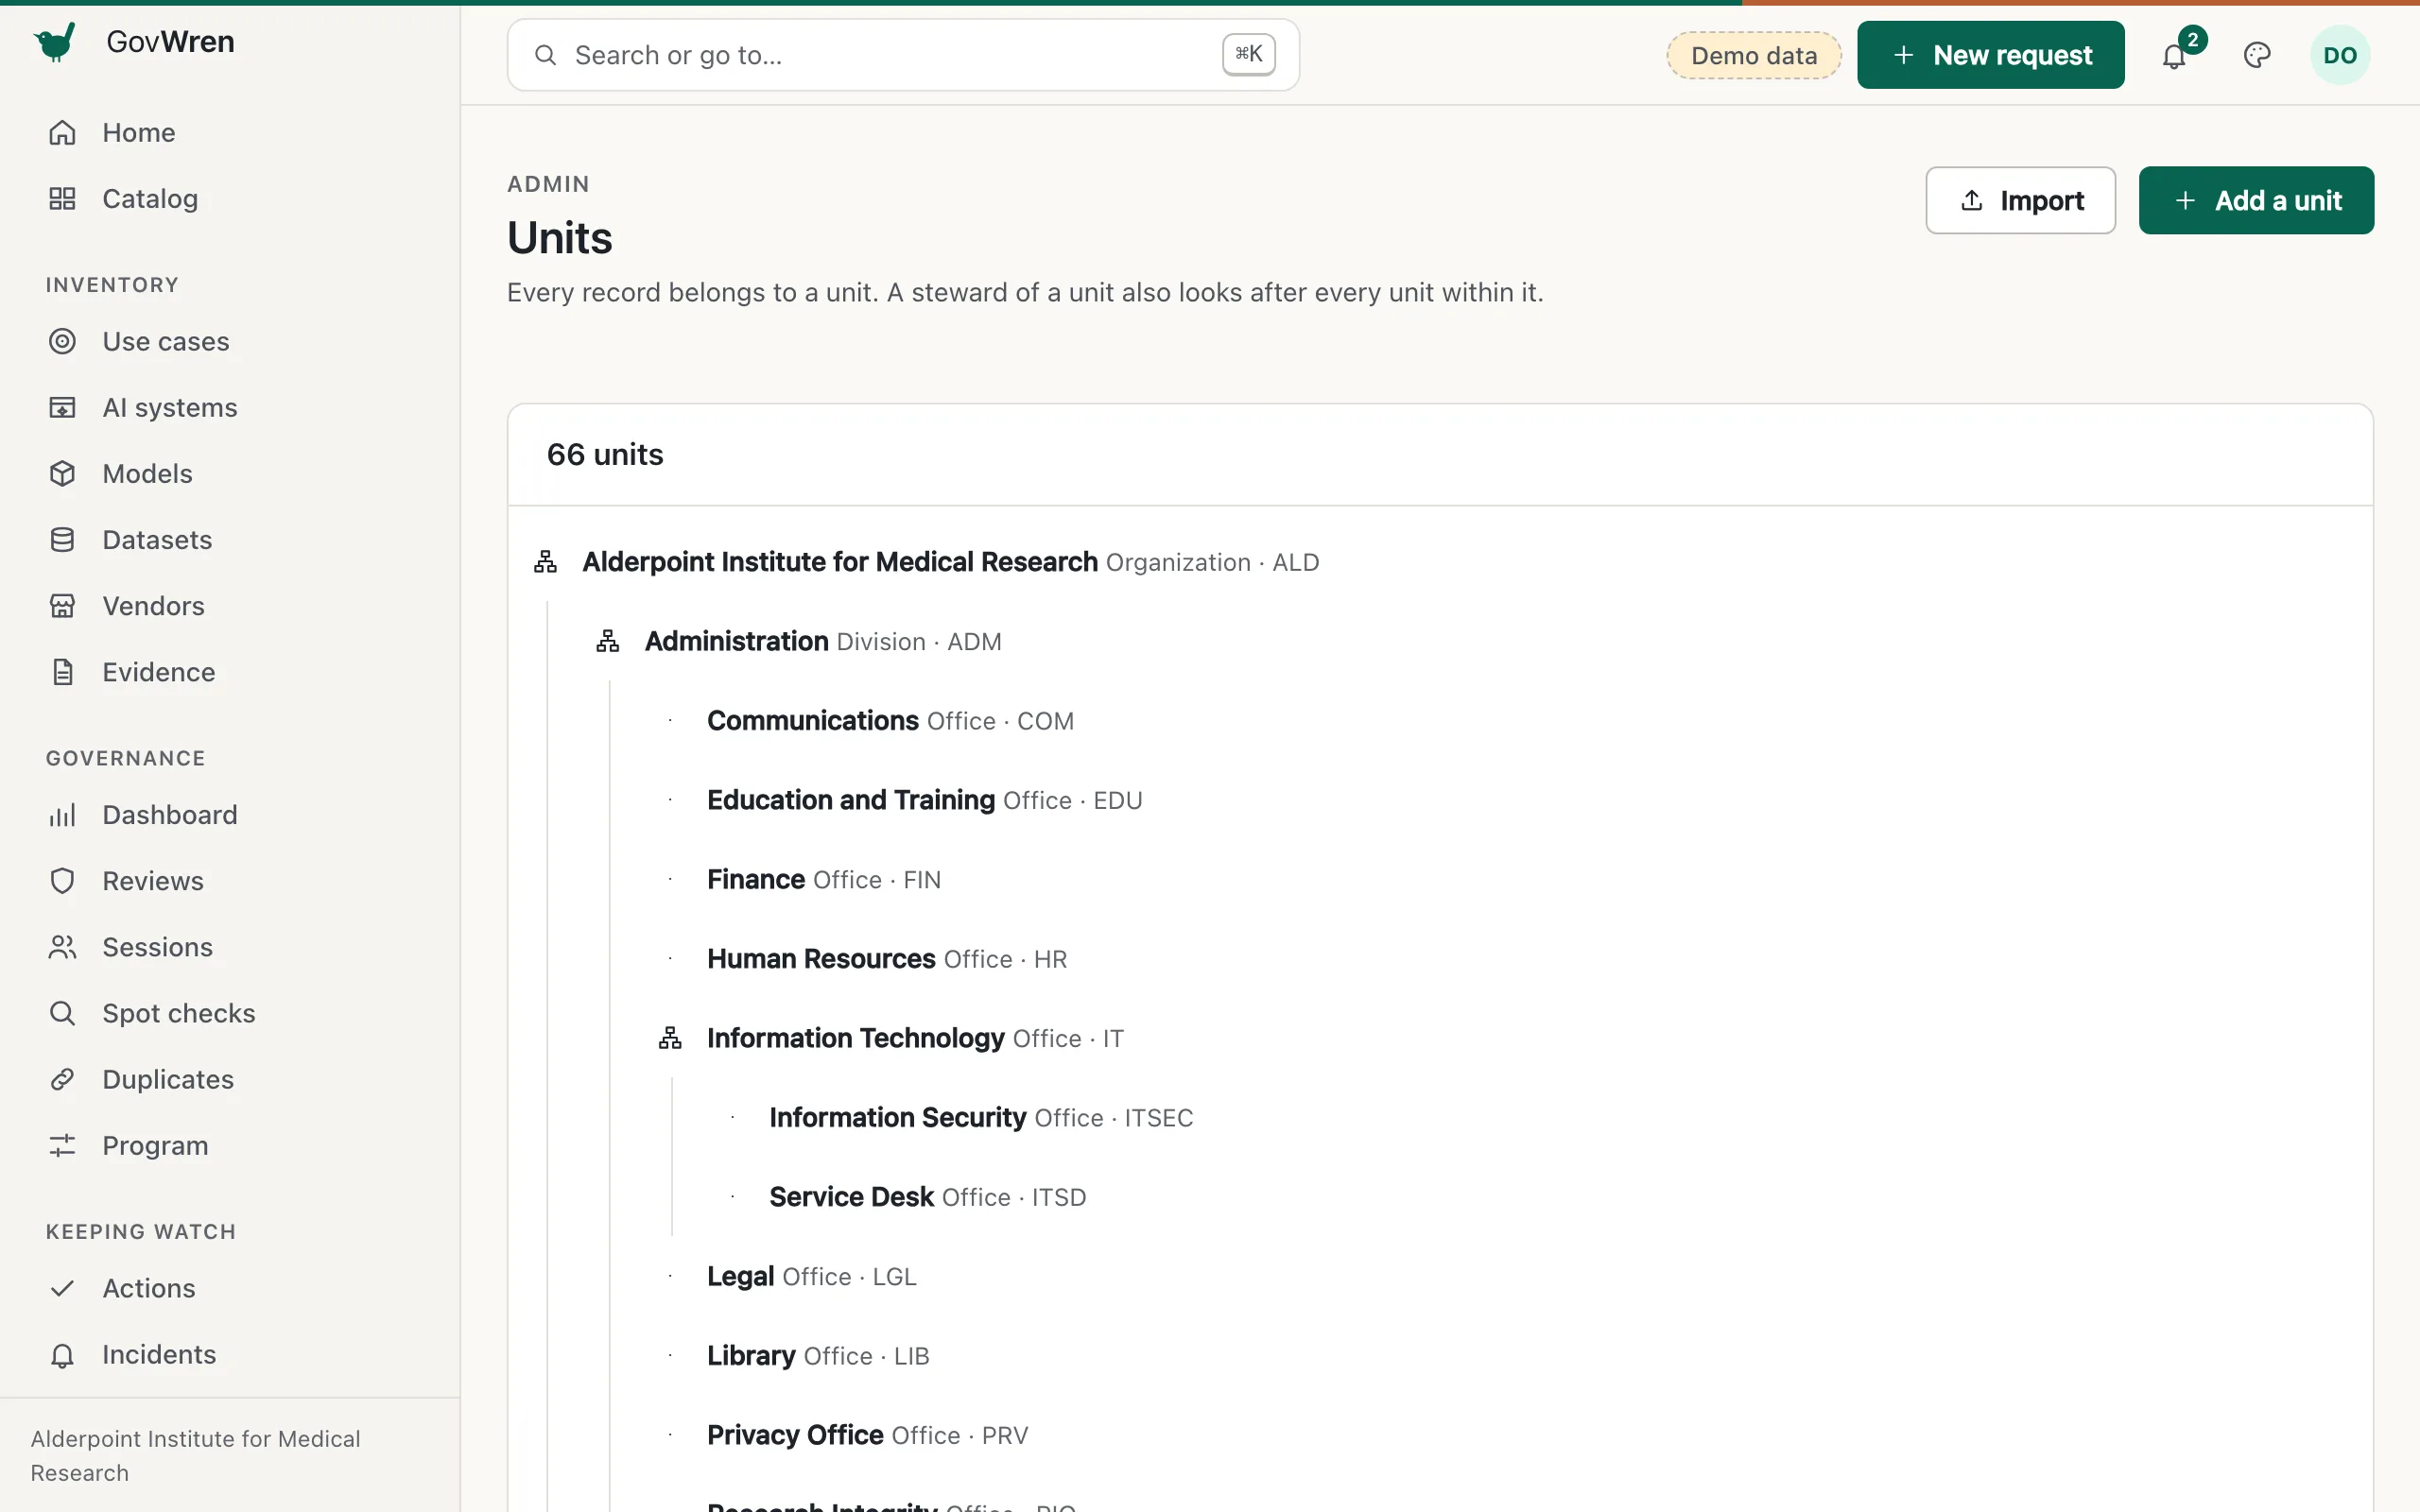 GovWren
Search or go to...
⌘K
Demo data
+ New request
2
DO
Home
Catalog
INVENTORY
Use cases
AI systems
Models
Datasets
Vendors
Evidence
GOVERNANCE
Dashboard
Reviews
Sessions
Spot checks
Duplicates
Program
KEEPING WATCH
Actions
Incidents
Alderpoint Institute for Medical
Research
ADMIN
Units
Every record belongs to a unit. A steward of a unit also looks after every unit within it.
Import
+ Add a unit
66 units
Alderpoint Institute for Medical Research Organization · ALD
Administration Division · ADM
Communications Office · COM
Education and Training Office · EDU
Finance Office · FIN
Human Resources Office · HR
Information Technology Office · IT
Information Security Office · ITSEC
Service Desk Office · ITSD
Legal Office · LGL
Library Office · LIB
Privacy Office Office · PRV
Research Integrity Office · RIO